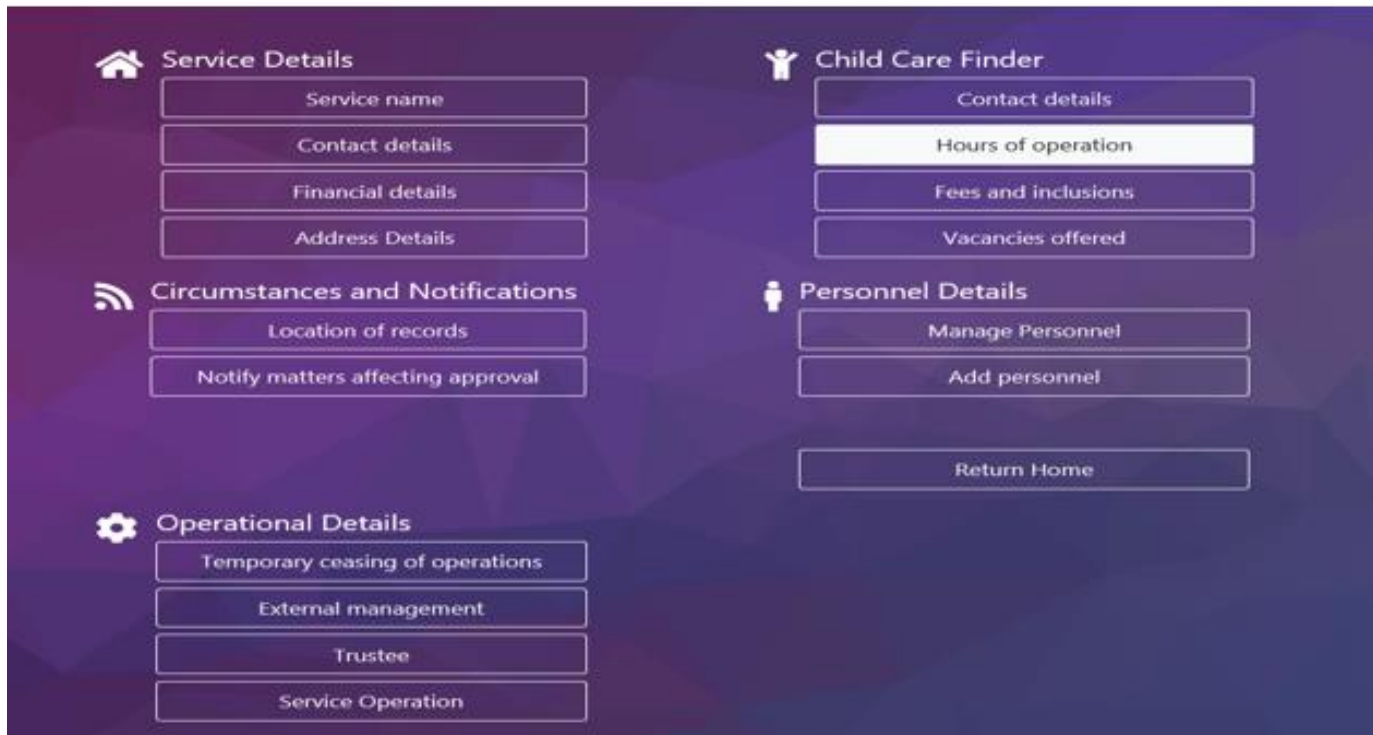 Service Details
Service name
Contact details
Financial details
Address Details
Circumstances and Notifications
Location of records
Notify matters affecting approval
Operational Details
Temporary ceasing of operations
External management
Trustee
Service Operation
Child Care Finder
Contact details
Hours of operation
Fees and inclusions
Vacancies offered
Personnel Details
Manage Personnel
Add personnel
Return Home